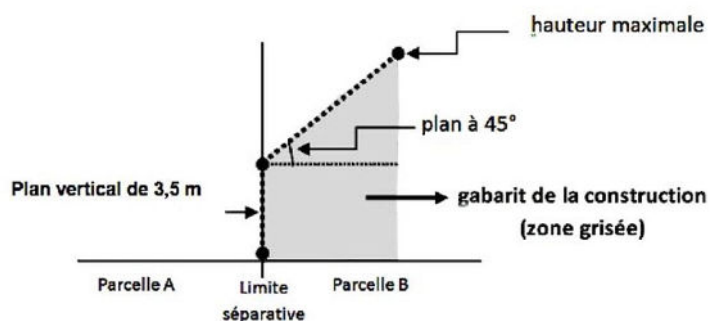 hauteur maximale
plan à 45°
Plan vertical de 3,5 m
gabarit de la construction
(zone grisée)
Parcelle A
Limite
séparative
Parcelle B